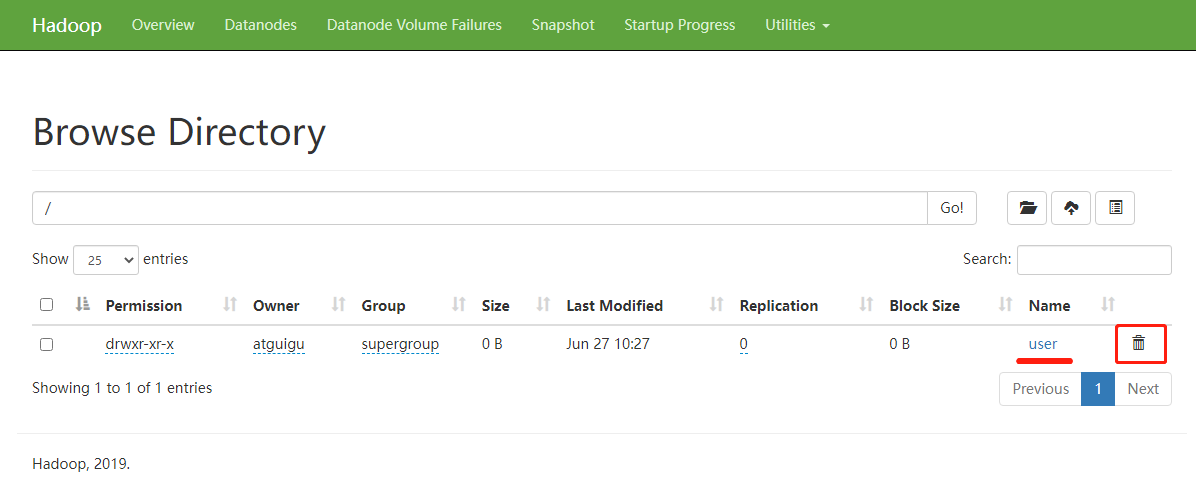 Hadoop Overview Datanodes Datanode Volume Failures Snapshot Startup Progress Utilities
Browse Directory
/ Go!
Show 25 entries Search:
Permission Owner Group Size Last Modified Replication Block Size Name
drwxr-xr-x atguigu supergroup 0 B Jun 27 10:27 0 0 B user
Showing 1 to 1 of 1 entries Previous 1 Next
Hadoop, 2019.